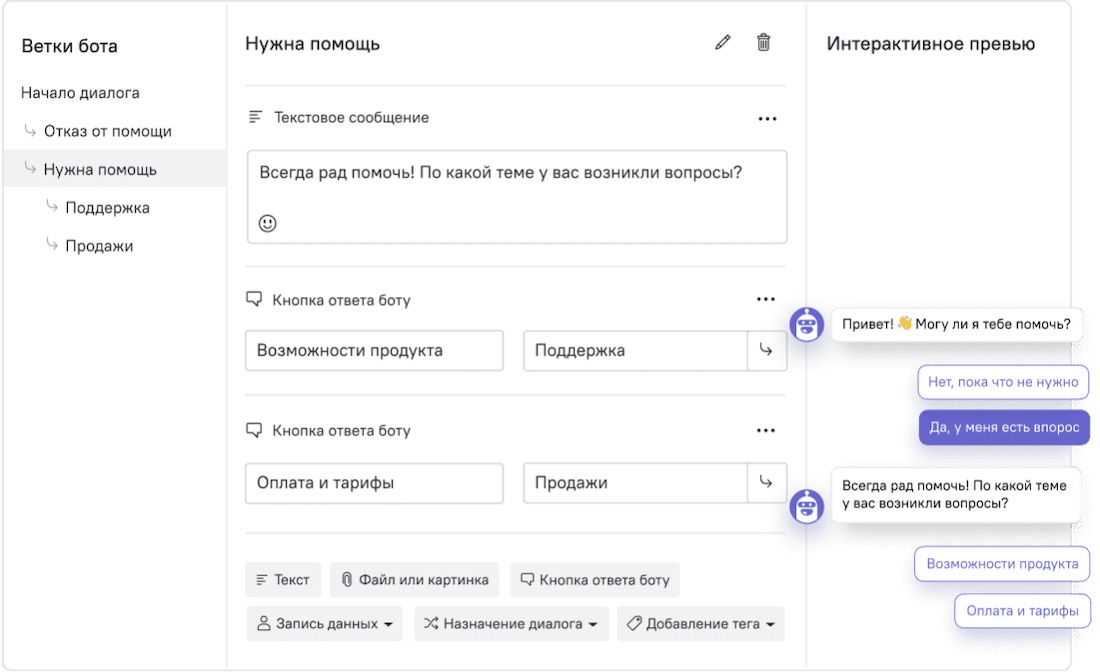 Ветки бота
Начало диалога
Отказ от помощи
Нужна помощь
Поддержка
Продажи
Нужна помощь
Текстовое сообщение
Всегда рад помочь! По какой теме у вас возникли вопросы?
Кнопка ответа боту
Возможности продукта
Поддержка
Кнопка ответа боту
Оплата и тарифы
Продажи
Текст
Файл или картинка
Кнопка ответа боту
Запись данных
Назначение диалога
Добавление тега
Интерактивное превью
Привет! 👋 Могу ли я тебе помочь?
Нет, пока что не нужно
Да, у меня есть впорос
Всегда рад помочь! По какой теме
у вас возникли вопросы?
Возможности продукта
Оплата и тарифы